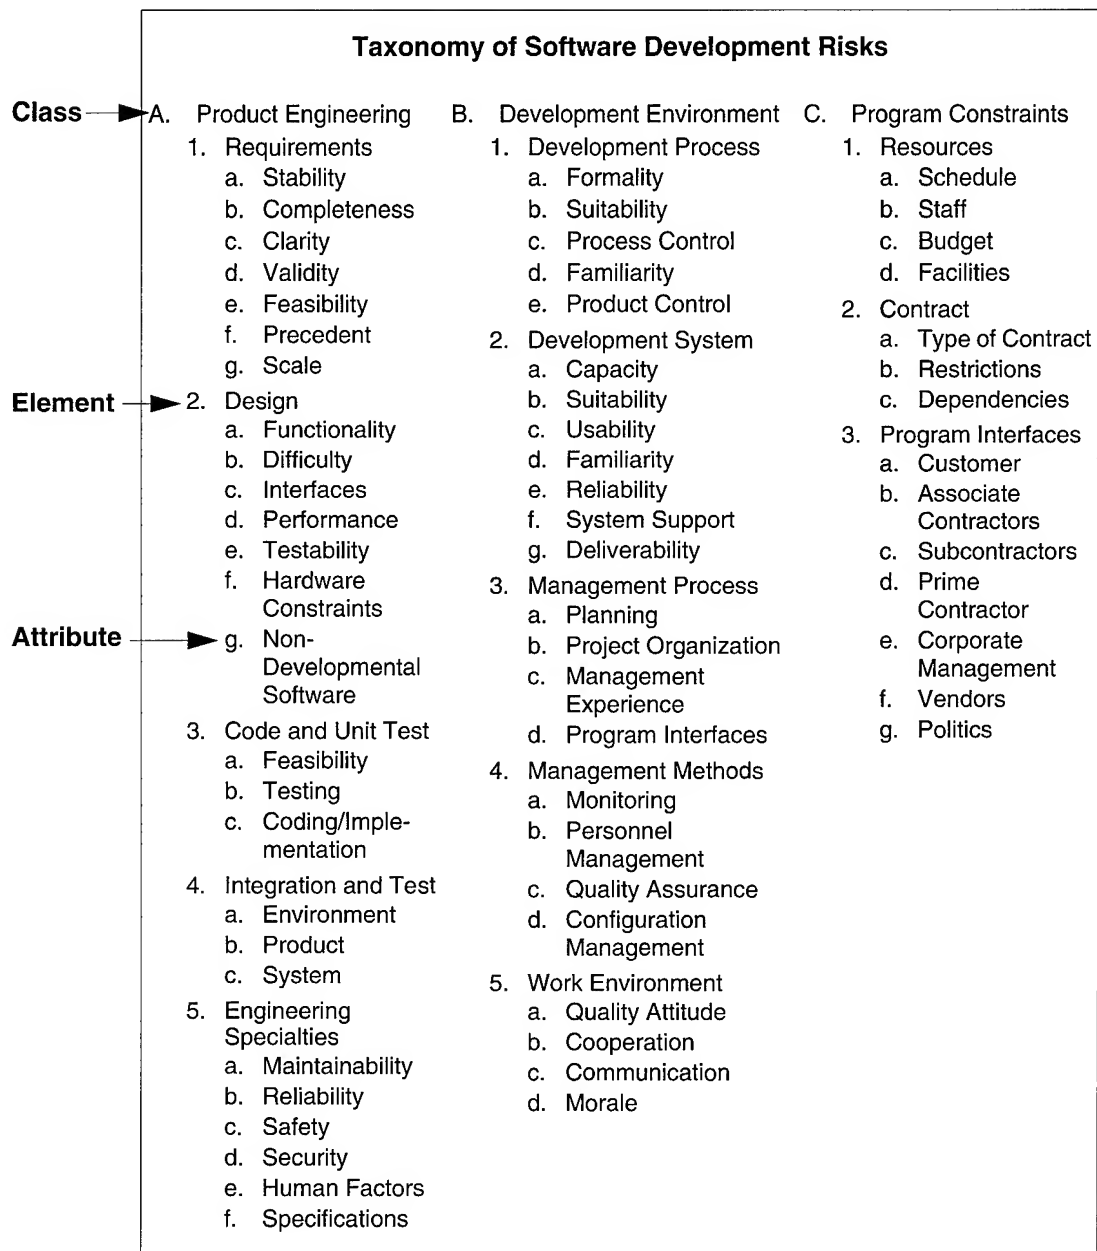 Taxonomy of Software Development Risks
Class
A. Product Engineering
1. Requirements
a. Stability
b. Completeness
c. Clarity
d. Validity
e. Feasibility
f. Precedent
g. Scale
Element
2. Design
a. Functionality
b. Difficulty
c. Interfaces
d. Performance
e. Testability
f. Hardware
Constraints
Attribute
g. Non-
Developmental
Software
3. Code and Unit Test
a. Feasibility
b. Testing
c. Coding/Imple-
mentation
4. Integration and Test
a. Environment
b. Product
c. System
5. Engineering
Specialties
a. Maintainability
b. Reliability
c. Safety
d. Security
e. Human Factors
f. Specifications
B. Development Environment
1. Development Process
a. Formality
b. Suitability
c. Process Control
d. Familiarity
e. Product Control
2. Development System
a. Capacity
b. Suitability
c. Usability
d. Familiarity
e. Reliability
f. System Support
g. Deliverability
3. Management Process
a. Planning
b. Project Organization
c. Management
Experience
d. Program Interfaces
4. Management Methods
a. Monitoring
b. Personnel
Management
c. Quality Assurance
d. Configuration
Management
5. Work Environment
a. Quality Attitude
b. Cooperation
c. Communication
d. Morale
C. Program Constraints
1. Resources
a. Schedule
b. Staff
c. Budget
d. Facilities
2. Contract
a. Type of Contract
b. Restrictions
c. Dependencies
3. Program Interfaces
a. Customer
b. Associate
Contractors
c. Subcontractors
d. Prime
Contractor
e. Corporate
Management
f. Vendors
g. Politics